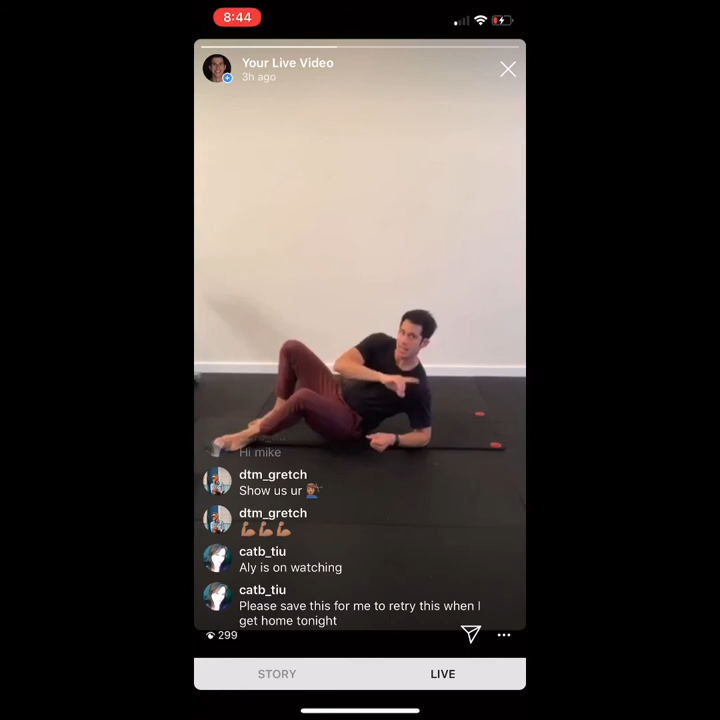 8:44
Your Live Video
3h ago
Hi mike
dtm_gretch
Show us ur
dtm_gretch
catb_tiu
Aly is on watching
catb_tiu
Please save this for me to retry this when I
get home tonight
299
STORY
LIVE